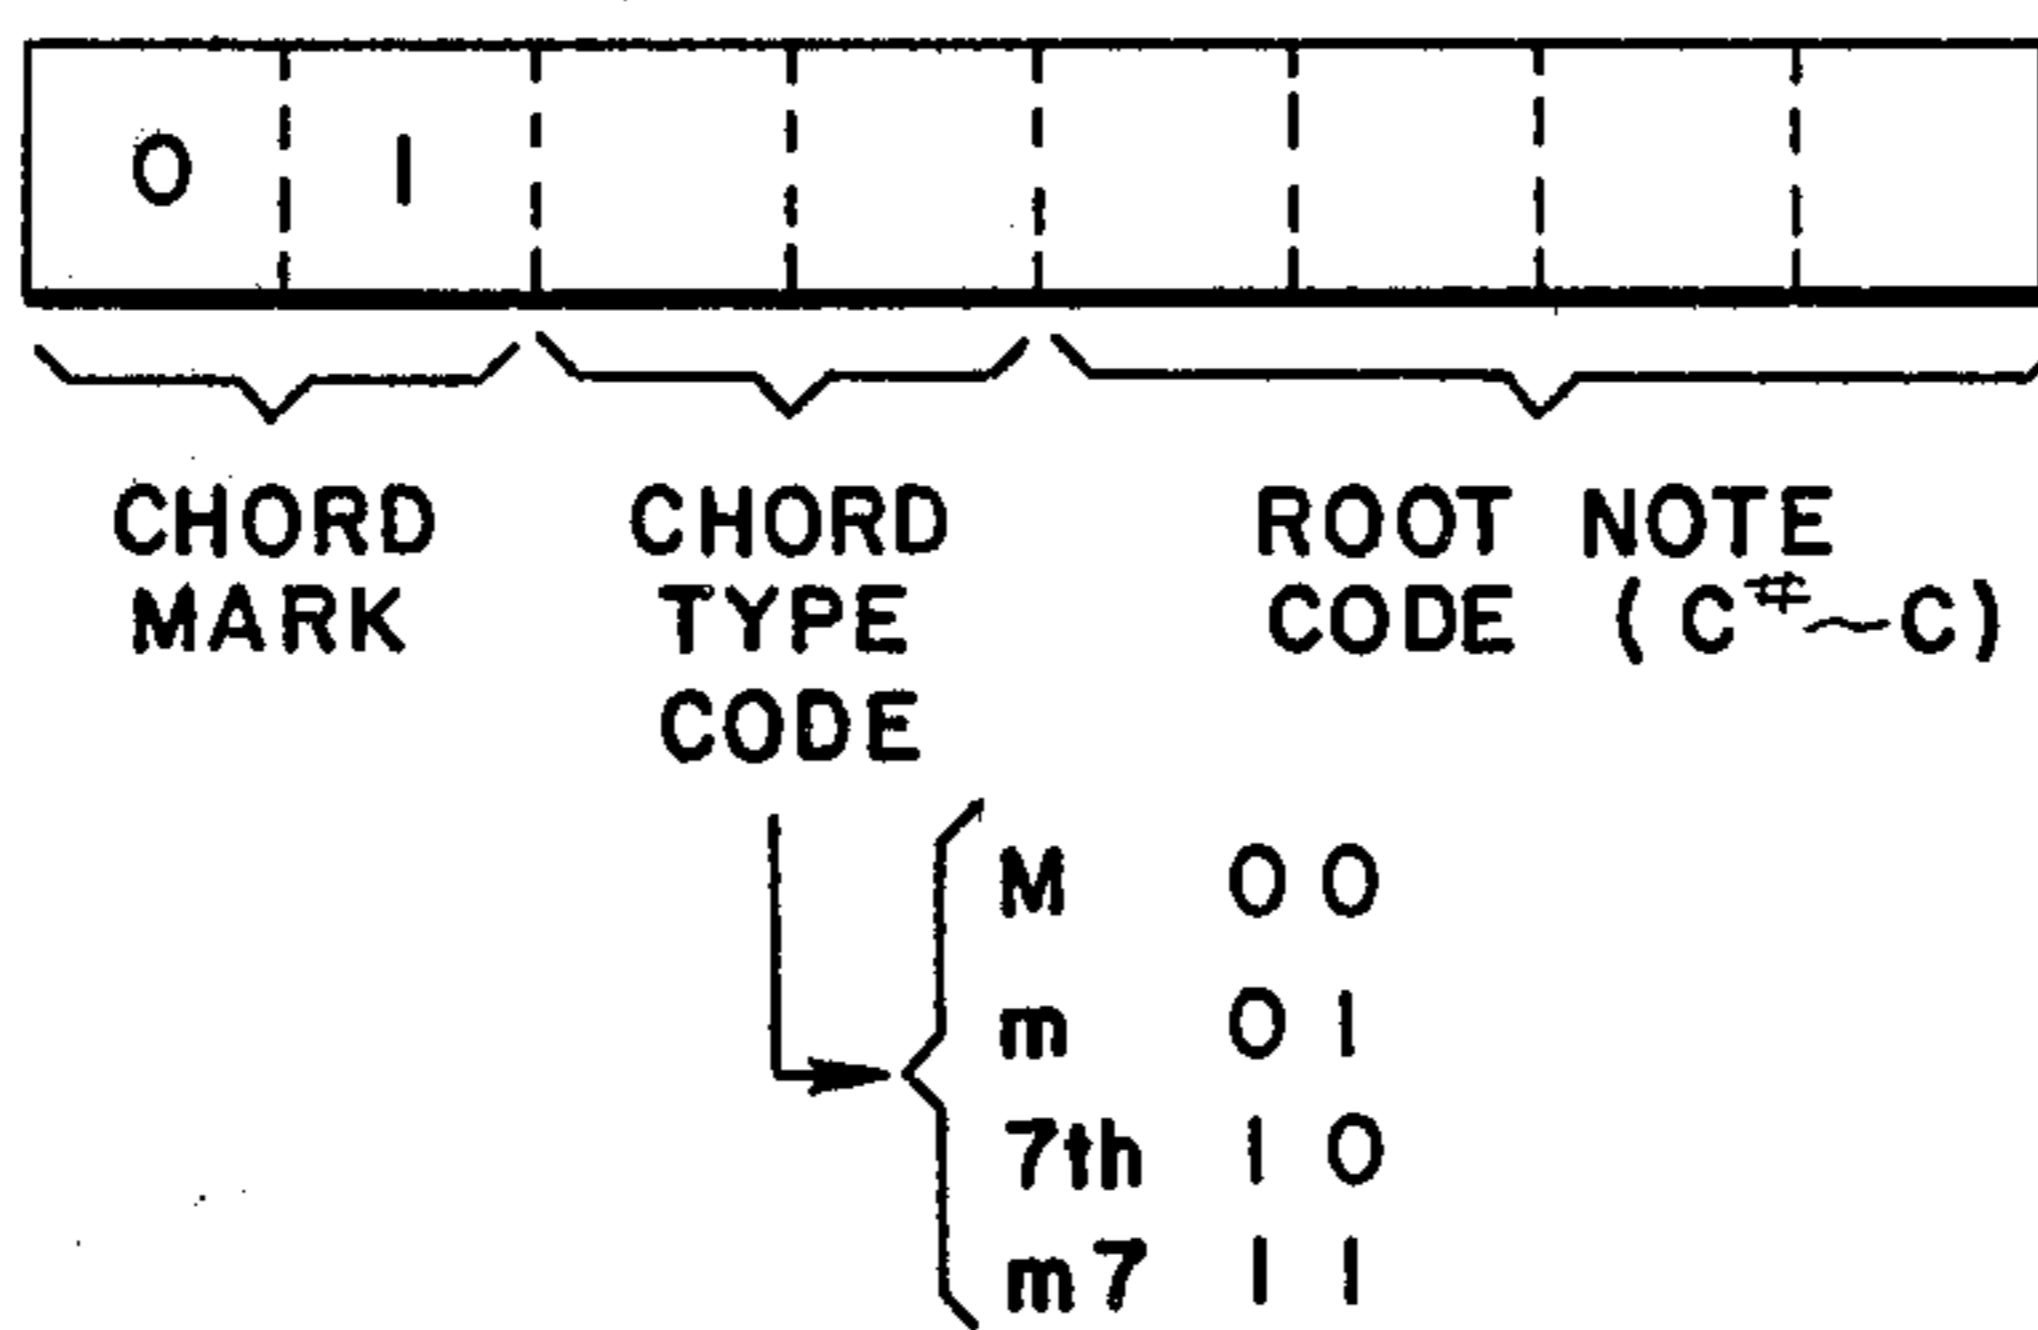 0 1
CHORD MARK
CHORD TYPE CODE
ROOT NOTE CODE (C#~C)
M 00
m 01
7th 10
m7 11